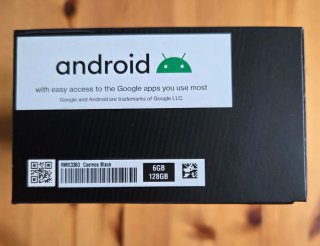 android
with easy access to the Google apps you use most
Google and Android are trademarks of Google LLC.
RMX3363 Cosmos Black
6GB
128GB